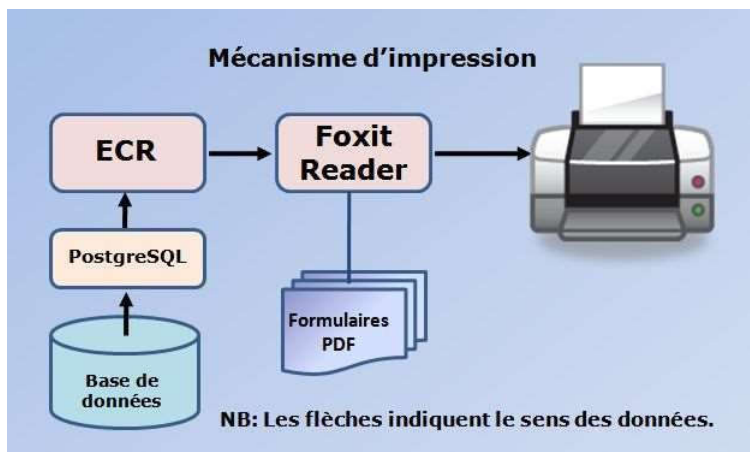 Mécanisme d'impression
ECR
Foxit
Reader
PostgreSQL
Formulaires
PDF
Base de
données
NB: Les flèches indiquent le sens des données.